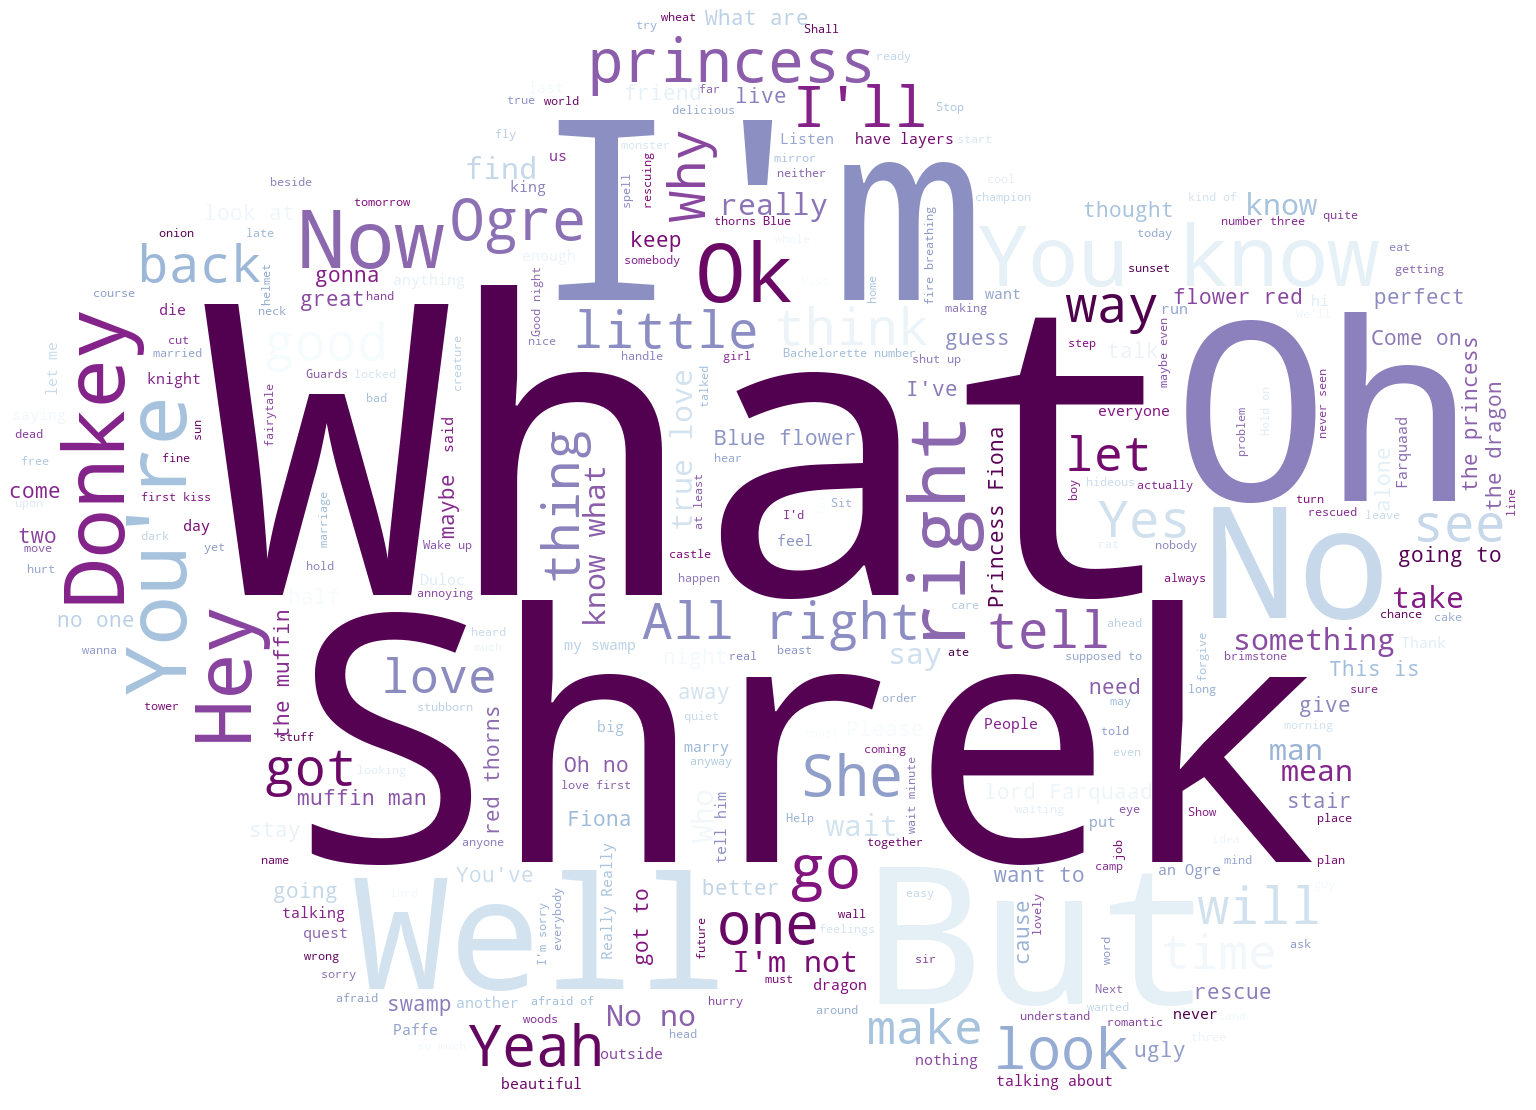 try
wheat
What are
Shall
princess
ready
last
friend
far
live
I'll
true
world
delicious
Stop
fly
us
monster
Why
Listen
have layers
start
find
I'm
mirror
neither
beside
king
spell
rescuing
really
cool
champion
kind of
know
look at
tomorrow
Ogre
thorns Blue
thought
number three
quite
onion
late
Now
keep
somebody
enough
whole
Ok
today
You know
back
gonna
anything
home
fire breathing
sunset
eat
getting
course
helmet
great
hand
Good night
want
way
flower red
hi
perfect
die
neck
little
think
making
run
We'll
let me
Donkey
cut
married
good
nice
handle
girl
Bachelorette number
guess
shut up
step
talk
maybe even
Come on
Oh
knight
Guards
locked
creature
talked
I've
saying
You're
bad
true love
What
everyone
Hold on
never seen
dead
sun
fairytale
maybe
said
thing
Blue flower
right
Princess Fiona
let
problem
Farquaad
the princess
the dragon
line
free
fine
hear
boy
hideous
actually
come
upon
first kiss
marriage
know what
at least
Sit
I'd
turn
rescued
alone
leave
two
day
dark
feel
Yes
No
see
move
yet
Wake up
castle
rat
nobody
going to
hurt
hold
Duloc
annoying
happen
always
half
take
no one
Hey
the muffin
heard
much
All right
care
tell
ahead
chance
cake
wanna
my swamp
night
real
beast
say
ate
supposed to
forgive
something
brimstone
Thank
love
Shrek
This is
tower
stubborn
away
order
need
may
long
sure
give
stuff
red thorns
big
quiet
Please
She
People
told
morning
got
looking
Oh no
marry
anyway
coming
even
man
mean
muffin man
love first
lord Farquaad
waiting
eye
stair
stay
Fiona
Who
tell him
Help
wait
wait minute
put
Show
place
anyone
together
job
idea
name
You've
camp
an Ogre
mind
plan
going
lord
Well
Really Really
better
go
easy
want to
But
will
talking
I'm sorry
everybody
got to
one
wall
cause
lovely
quest
future
feelings
time
ask
wrong
I'm not
sir
word
sorry
must
dragon
Next
rescue
afraid
swamp
another
afraid of
hurry
around
wanted
never
Paffe
woods
No no
head
make
understand
romantic
land
so much
Yeah
outside
nothing
look
ugly
three
beautiful
talking about